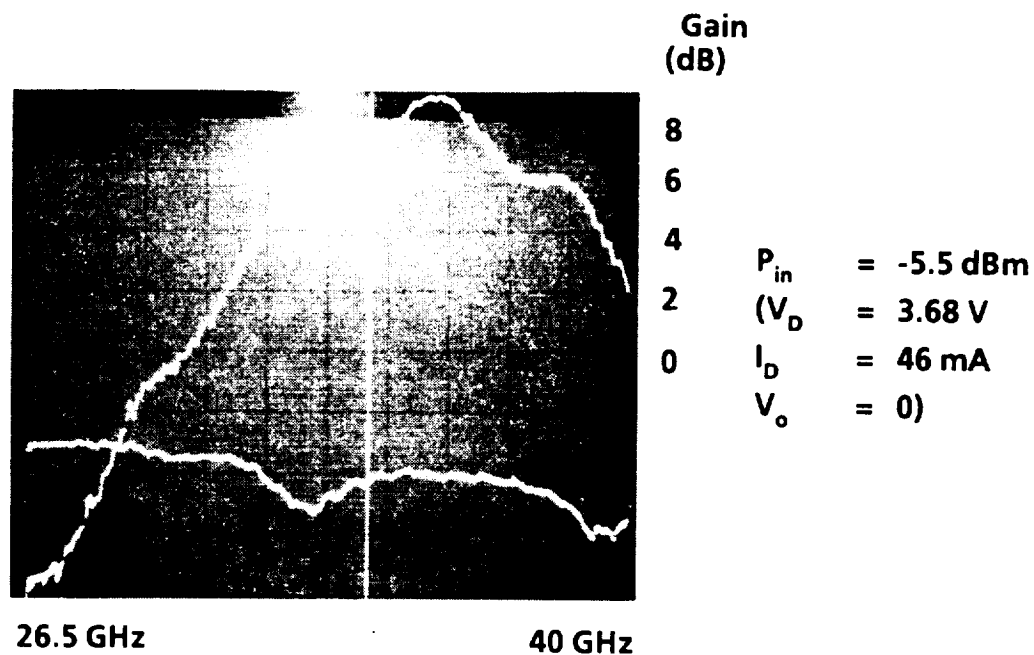 Gain
(dB)
8
6
4
2
0
P_in = -5.5 dBm
(V_D = 3.68 V
I_D = 46 mA
V_o = 0)
26.5 GHz
40 GHz